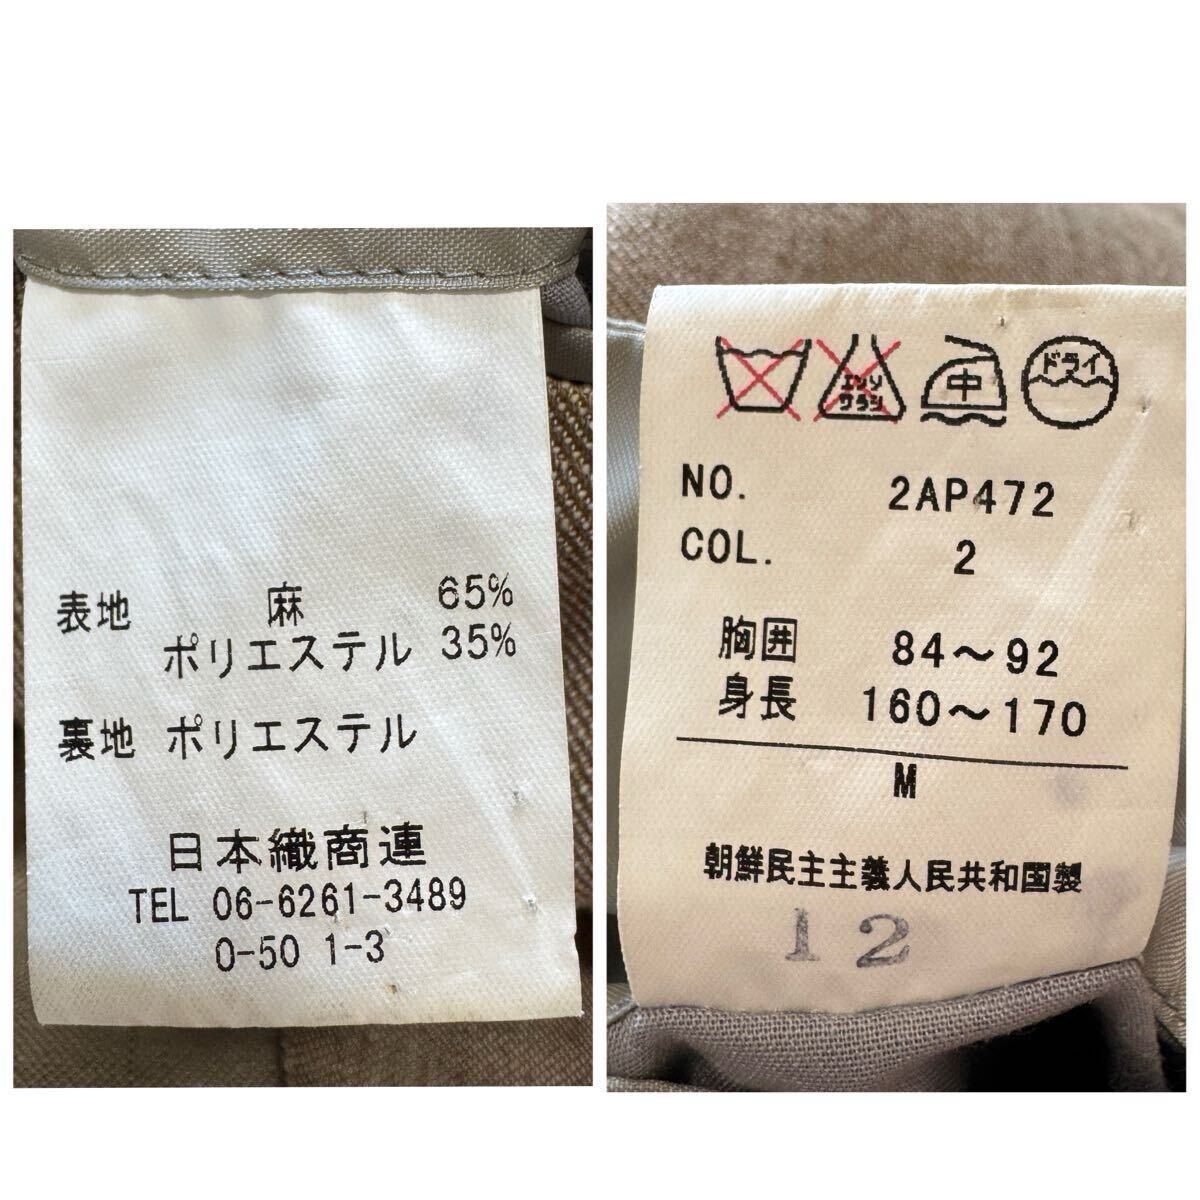 表地 麻 65%
ポリエステル 35%
裏地 ポリエステル
日本織商連
TEL 06-6261-3489
0-50 1-3
エンソ
サラシ
中
ドライ
NO. 2AP472
COL. 2
胸囲 84～92
身長 160～170
M
朝鮮民主主義人民共和国製
12